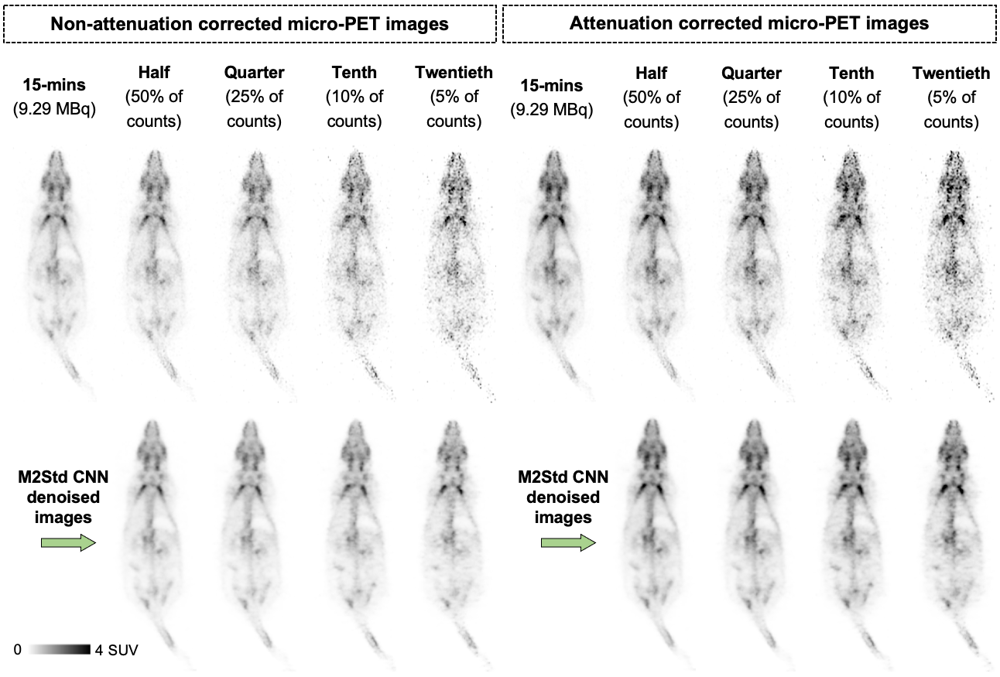 Non-attenuation corrected micro-PET images
Attenuation corrected micro-PET images
15-mins
(9.29 MBq)
Half
(50% of
counts)
Quarter
(25% of
counts)
Tenth
(10% of
counts)
Twentieth
(5% of
counts)
15-mins
(9.29 MBq)
Half
(50% of
counts)
Quarter
(25% of
counts)
Tenth
(10% of
counts)
Twentieth
(5% of
counts)
M2Std CNN
denoised
images
M2Std CNN
denoised
images
0 4 SUV